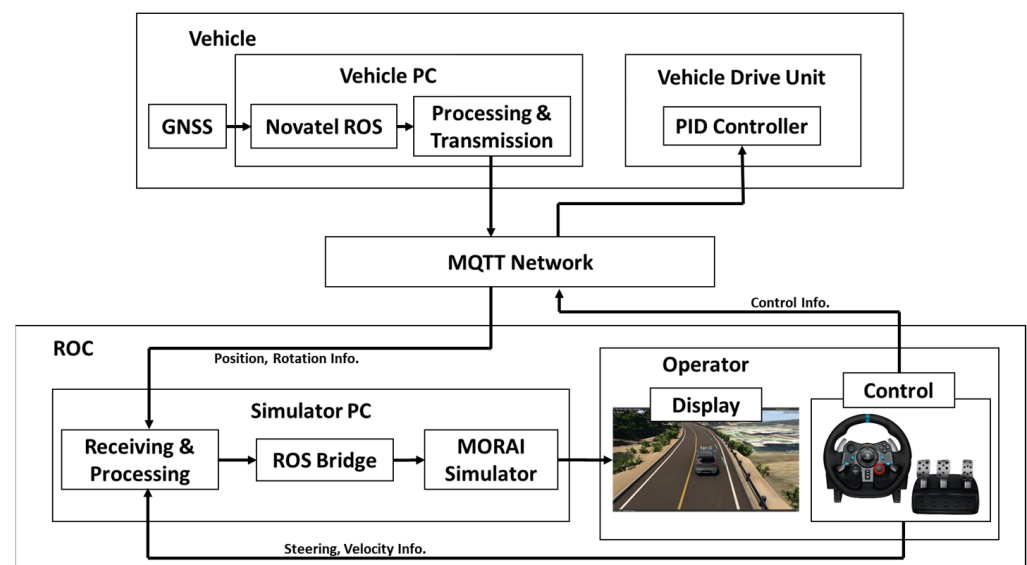 Vehicle
Vehicle PC
Vehicle Drive Unit
GNSS
Novatel ROS
Processing &
Transmission
PID Controller
MQTT Network
Control Info.
ROC
Position, Rotation Info.
Operator
Simulator PC
Display
Control
Receiving &
Processing
ROS Bridge
MORAI
Simulator
Steering, Velocity Info.